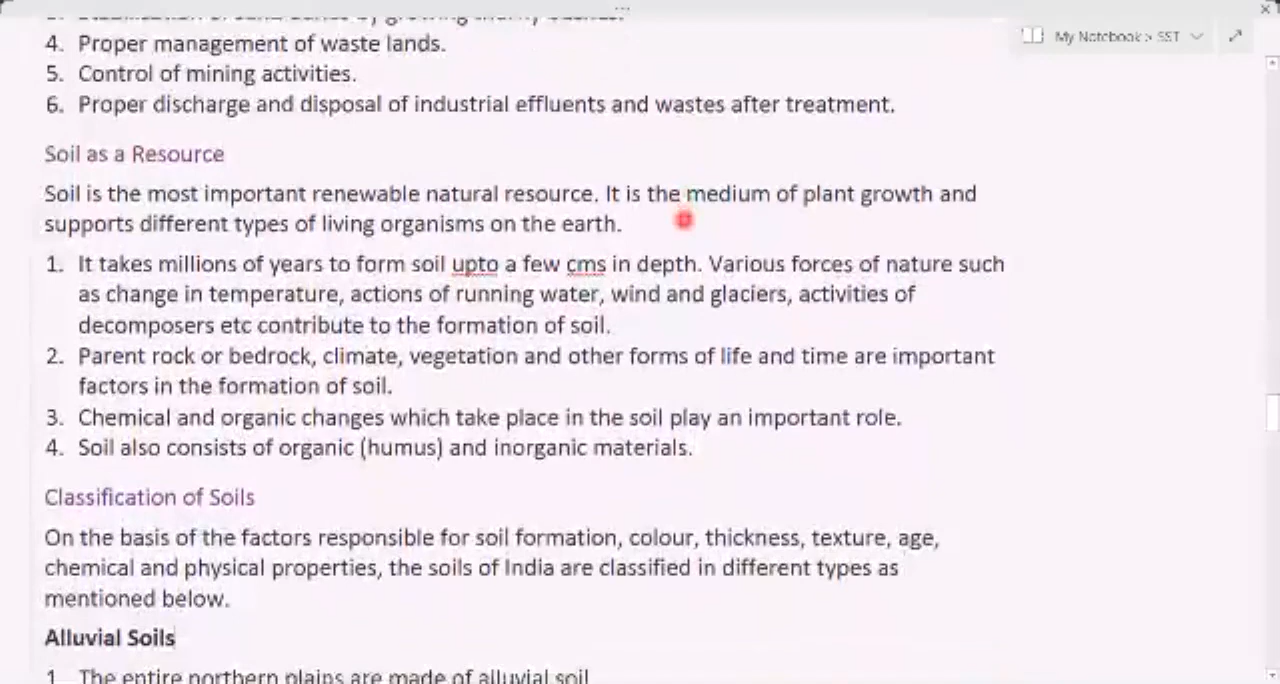 My Notebook > SST
4. Proper management of waste lands.
5. Control of mining activities.
6. Proper discharge and disposal of industrial effluents and wastes after treatment.
Soil as a Resource
Soil is the most important renewable natural resource. It is the medium of plant growth and
supports different types of living organisms on the earth.
1. It takes millions of years to form soil upto a few cms in depth. Various forces of nature such
as change in temperature, actions of running water, wind and glaciers, activities of
decomposers etc contribute to the formation of soil.
2. Parent rock or bedrock, climate, vegetation and other forms of life and time are important
factors in the formation of soil.
3. Chemical and organic changes which take place in the soil play an important role.
4. Soil also consists of organic (humus) and inorganic materials.
Classification of Soils
On the basis of the factors responsible for soil formation, colour, thickness, texture, age,
chemical and physical properties, the soils of India are classified in different types as
mentioned below.
Alluvial Soils
1. The entire northern plains are made of alluvial soil